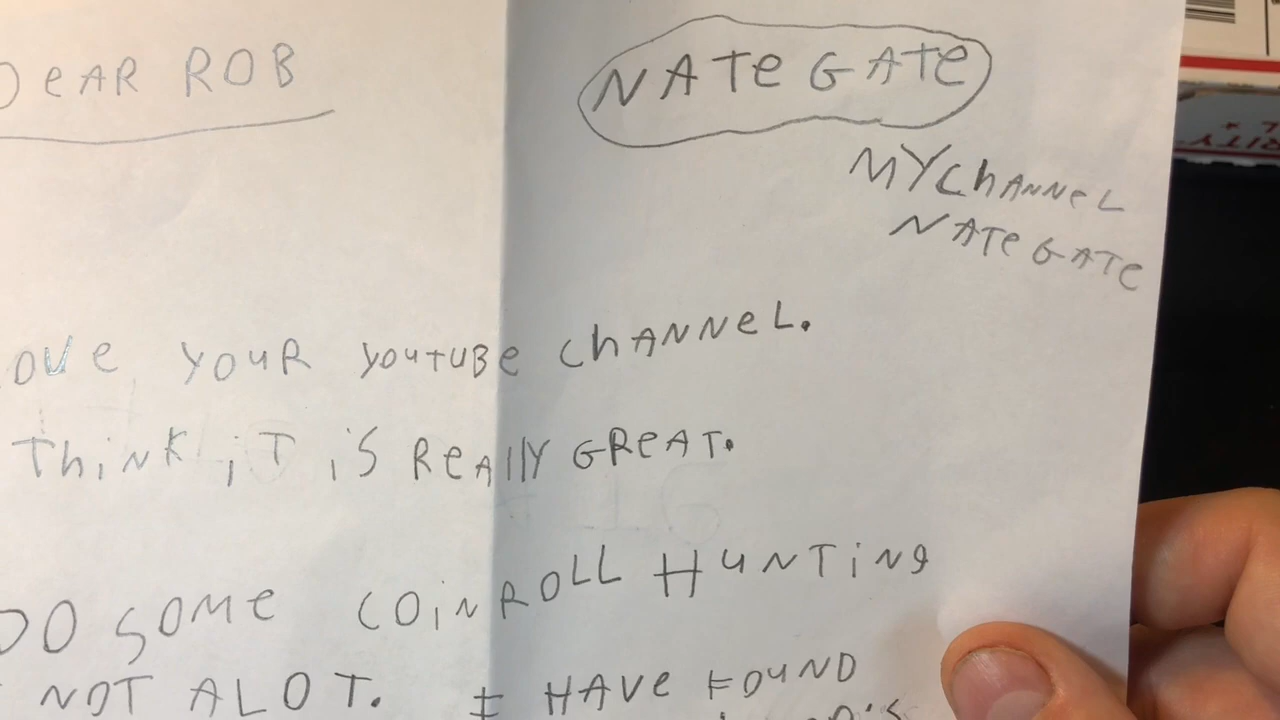 DeAR ROB
NATe GATe
MY ChANNeL
NATe GATe
OVe YOUR YOUTUBe ChANNeL.
ThiNK iT iS ReAllY GReAT.
DO SOMe COiNROLL HUNTiNg
NOT ALOT. I HAVe FOUND